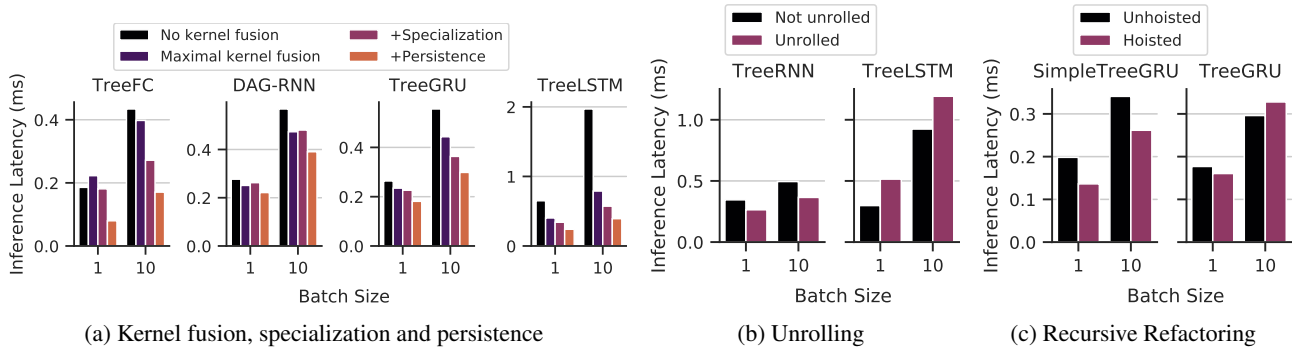 No kernel fusion
Maximal kernel fusion
+Specialization
+Persistence
TreeFC
DAG-RNN
TreeGRU
TreeLSTM
Inference Latency (ms)
0.4
0.2
0.0
0.4
0.2
0.0
0.4
0.2
0.0
2
1
0
1 10
1 10
1 10
1 10
Batch Size
(a) Kernel fusion, specialization and persistence
Not unrolled
Unrolled
TreeRNN
TreeLSTM
Inference Latency (ms)
1.0
0.5
0.0
1 10
1 10
Batch Size
(b) Unrolling
Unhoisted
Hoisted
SimpleTreeGRU
TreeGRU
Inference Latency (ms)
0.3
0.2
0.1
0.0
1 10
1 10
Batch Size
(c) Recursive Refactoring